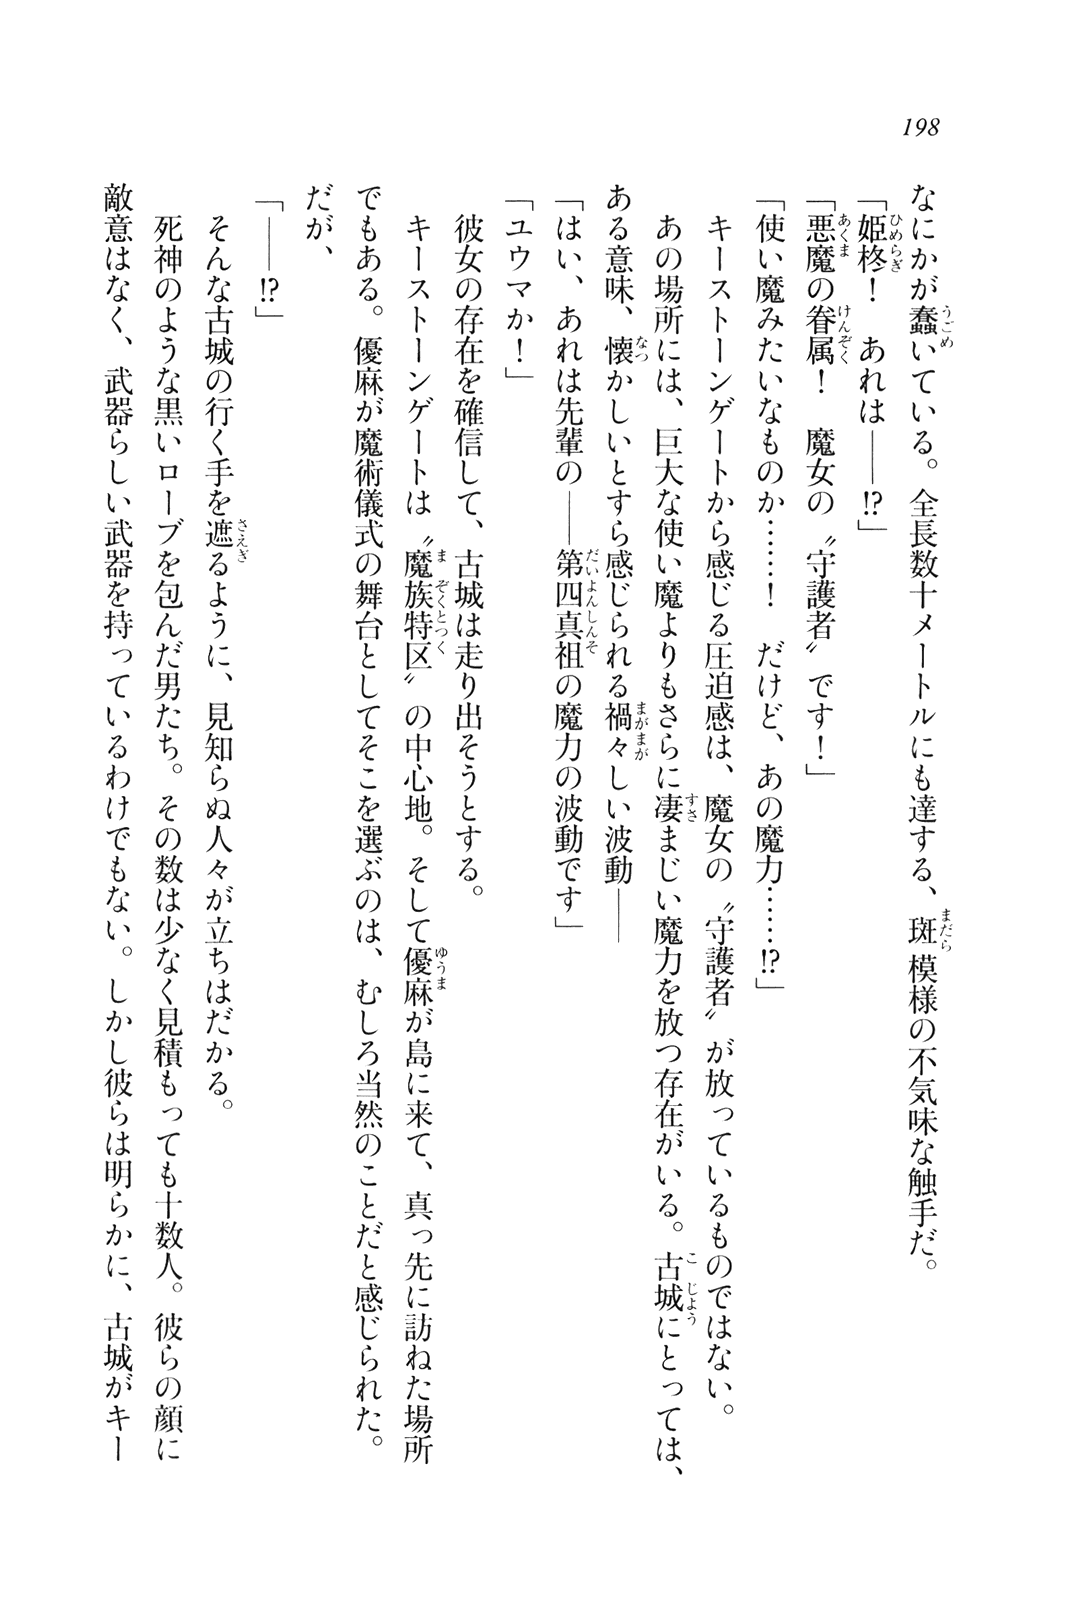 198
なにかが蠢いている。全長数十メートルにも達する、斑模様の不気味な触手だ。
「姫柊！　あれは――!?」
「悪魔の眷属！　魔女の〝守護者〟です！」
「使い魔みたいなものか……！　だけど、あの魔力……!?」
キーストーンゲートから感じる圧迫感は、魔女の〝守護者〟が放っているものではない。
あの場所には、巨大な使い魔よりもさらに凄まじい魔力を放つ存在がいる。古城にとっては、
ある意味、懐かしいとすら感じられる禍々しい波動――
「はい、あれは先輩の――第四真祖の魔力の波動です」
「ユウマか！」
彼女の存在を確信して、古城は走り出そうとする。
キーストーンゲートは〝魔族特区〟の中心地。そして優麻が島に来て、真っ先に訪ねた場所
でもある。優麻が魔術儀式の舞台としてそこを選ぶのは、むしろ当然のことだと感じられた。
だが、
「――!?」
そんな古城の行く手を遮るように、見知らぬ人々が立ちはだかる。
死神のような黒いローブを包んだ男たち。その数は少なく見積もっても十数人。彼らの顔に
敵意はなく、武器らしい武器を持っているわけでもない。しかし彼らは明らかに、古城がキー